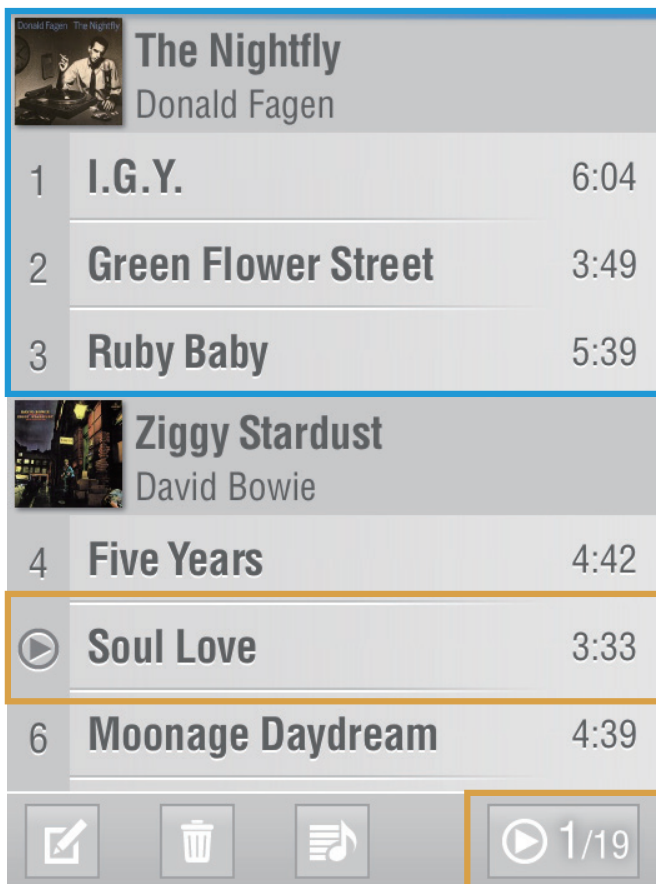 Donald Fagen The Nightfly
The Nightfly
Donald Fagen
1 I.G.Y. 6:04
2 Green Flower Street 3:49
3 Ruby Baby 5:39
Ziggy Stardust
David Bowie
4 Five Years 4:42
Soul Love 3:33
6 Moonage Daydream 4:39
1/19